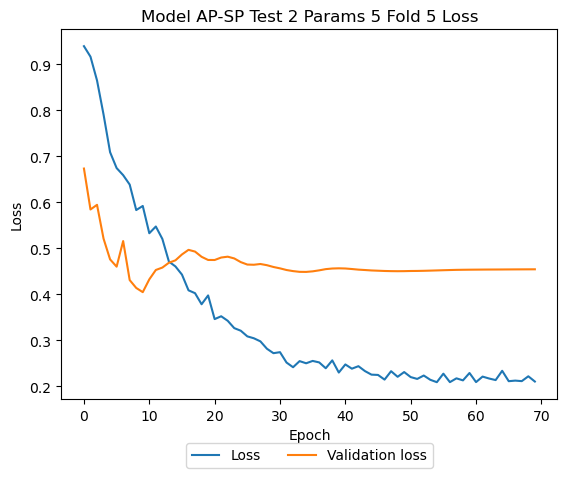 Model AP-SP Test 2 Params 5 Fold 5 Loss
Loss
0.9
0.8
0.7
0.6
0.5
0.4
0.3
0.2
0 10 20 30 40 50 60 70
Epoch
Loss Validation loss